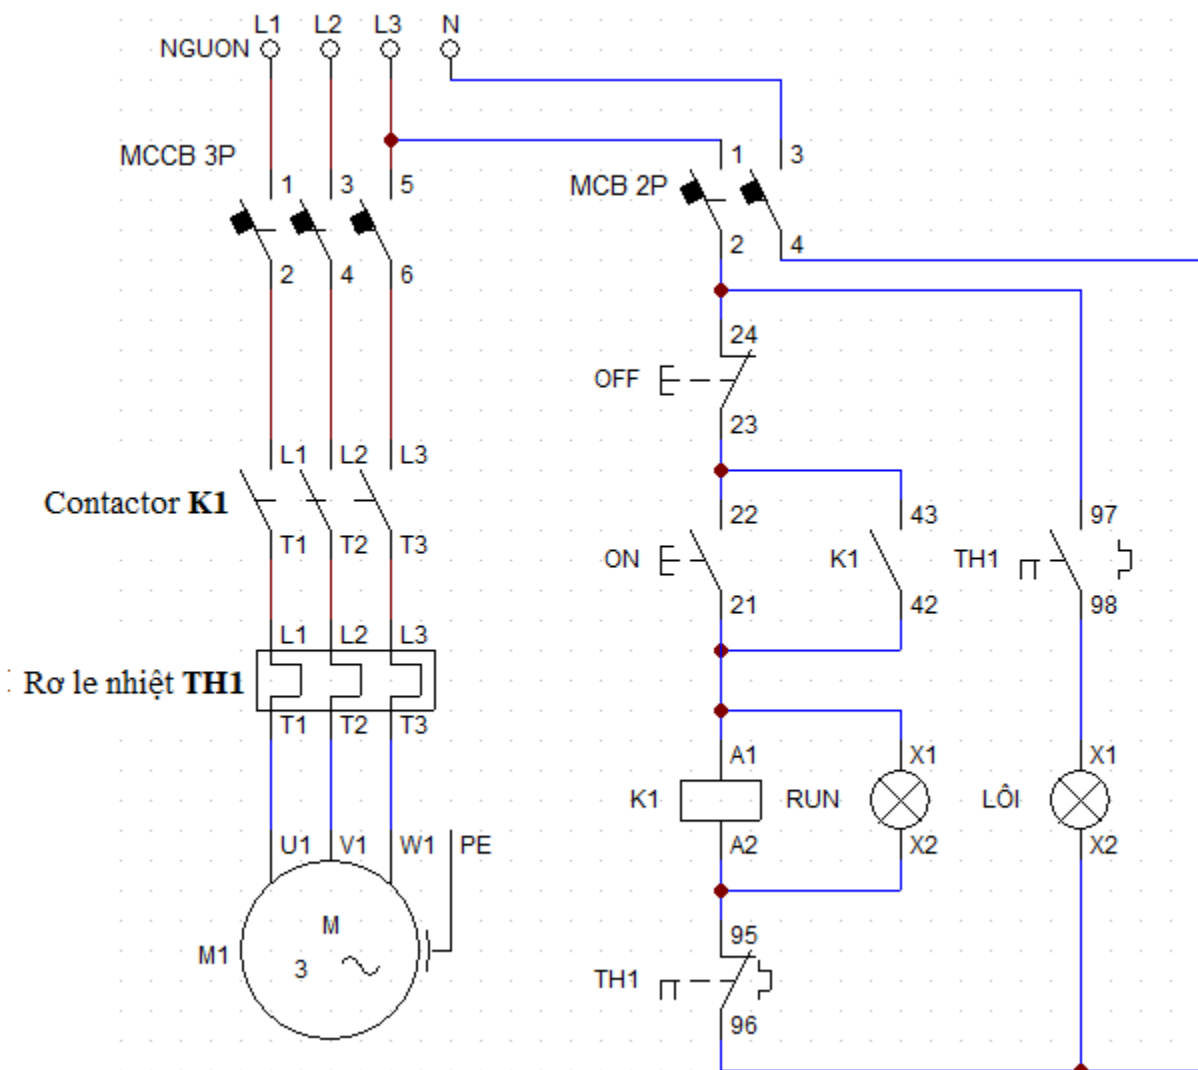 L1 L2 L3 N
NGUON
MCCB 3P
1 3 5
2 4 6
MCB 2P
1 3
2 4
24
OFF
23
L1 L2 L3
Contactor K1
T1 T2 T3
22 43 97
ON K1 TH1
21 42 98
L1 L2 L3
Rơ le nhiệt TH1
T1 T2 T3
A1 X1 X1
K1 RUN LÔI
A2 X2 X2
U1 V1 W1 PE
M
M1 3
95
TH1
96